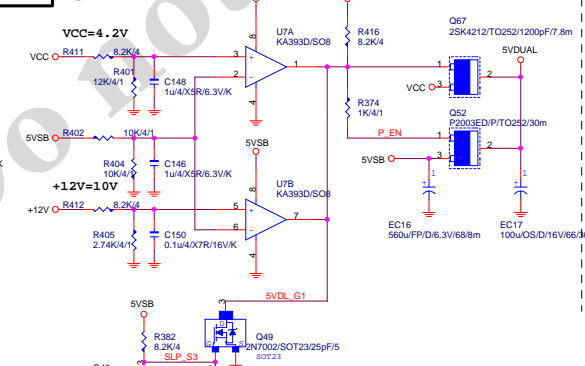 VCC=4.2V
VCC
R411
8.2K/4
R401
12K/4/1
C148
1u/4/X5R/6.3V/K
U7A
KA393D/SO8
8
3
2
1
4
R416
8.2K/4
R374
1K/4/1
P_EN
Q67
2SK4212/TO252/1200pF/7.8m
5VDUAL
1
2
VCC
3
Q52
P2003ED/P/TO252/30m
1
2
5VSB
3
5VSB
R402
10K/4/1
R404
10K/4/1
C146
1u/4/X5R/6.3V/K
+12V=10V
+12V
R412
8.2K/4
R405
2.74K/4/1
C150
0.1u/4/X7R/16V/K
5VSB
U7B
KA393D/SO8
8
5
6
7
4
1
EC16
560u/FP/D/6.3V/68/8m
1
EC17
100u/OS/D/16V/66/3
5VDL_G1
5VSB
R382
8.2K/4
SLP_S3
3
D
G
S
Q49
2N7002/SOT23/25pF/5
SOT23